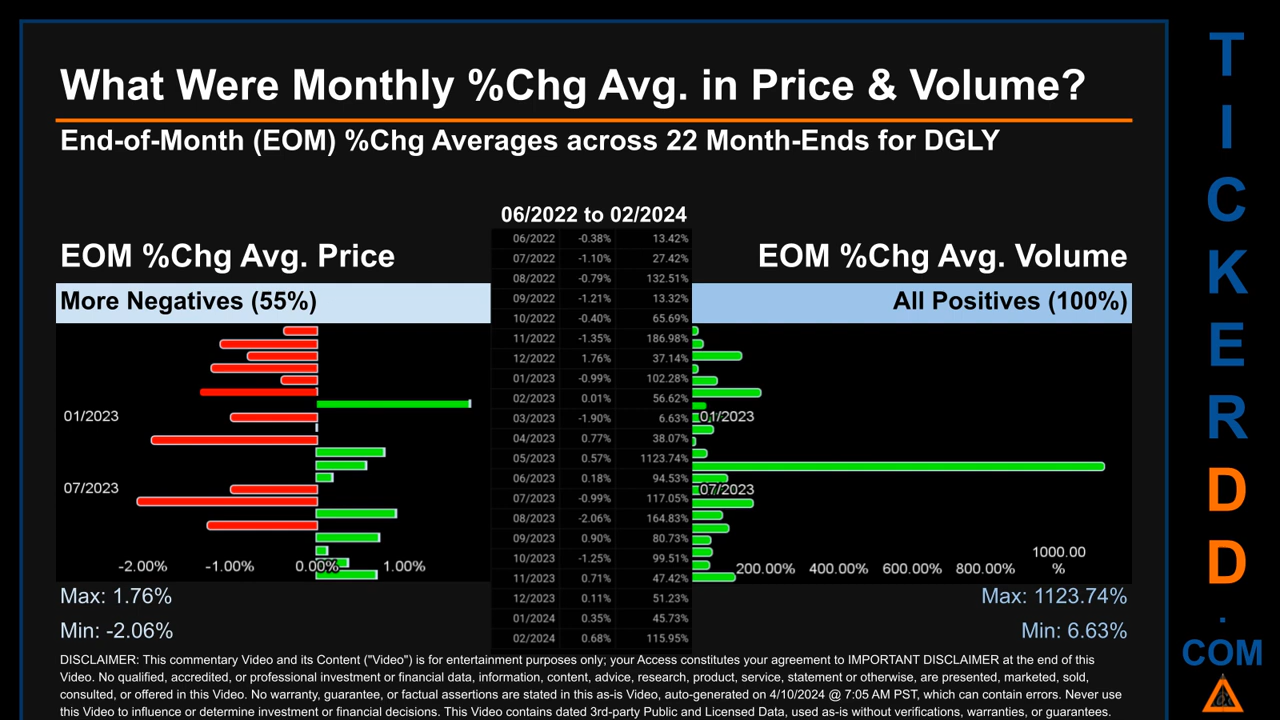 What Were Monthly %Chg Avg. in Price & Volume?
End-of-Month (EOM) %Chg Averages across 22 Month-Ends for DGLY
06/2022 to 02/2024
EOM %Chg Avg. Price
EOM %Chg Avg. Volume
More Negatives (55%)
All Positives (100%)
06/2022 -0.38% 13.42%
07/2022 -1.10% 27.42%
08/2022 -0.79% 132.51%
09/2022 -1.21% 13.32%
10/2022 -0.40% 65.69%
11/2022 -1.35% 186.98%
12/2022 1.76% 37.14%
01/2023 -0.99% 102.28%
02/2023 0.01% 56.62%
03/2023 -1.90% 6.63%
04/2023 0.77% 38.07%
05/2023 0.57% 1123.74%
06/2023 0.18% 94.53%
07/2023 -0.99% 117.05%
08/2023 -2.06% 164.83%
09/2023 0.90% 80.73%
10/2023 -1.25% 99.51%
11/2023 0.71% 47.42%
12/2023 0.11% 51.23%
01/2024 0.35% 45.73%
02/2024 0.68% 115.95%
01/2023
07/2023
-2.00% -1.00% 0.00% 1.00%
01/2023
07/2023
200.00% 400.00% 600.00% 800.00% 1000.00
%
Max: 1.76%
Min: -2.06%
Max: 1123.74%
Min: 6.63%
DISCLAIMER: This commentary Video and its Content ("Video") is for entertainment purposes only; your Access constitutes your agreement to IMPORTANT DISCLAIMER at the end of this
Video. No qualified, accredited, or professional investment or financial data, information, content, advice, research, product, service, statement or otherwise, are presented, marketed, sold,
consulted, or offered in this Video. No warranty, guarantee, or factual assertions are stated in this as-is Video, auto-generated on 4/10/2024 @ 7:05 AM PST, which can contain errors. Never use
this Video to influence or determine investment or financial decisions. This Video contains dated 3rd-party Public and Licensed Data, used as-is without verifications, warranties, or guarantees.
T
I
C
K
E
R
D
D
.
COM